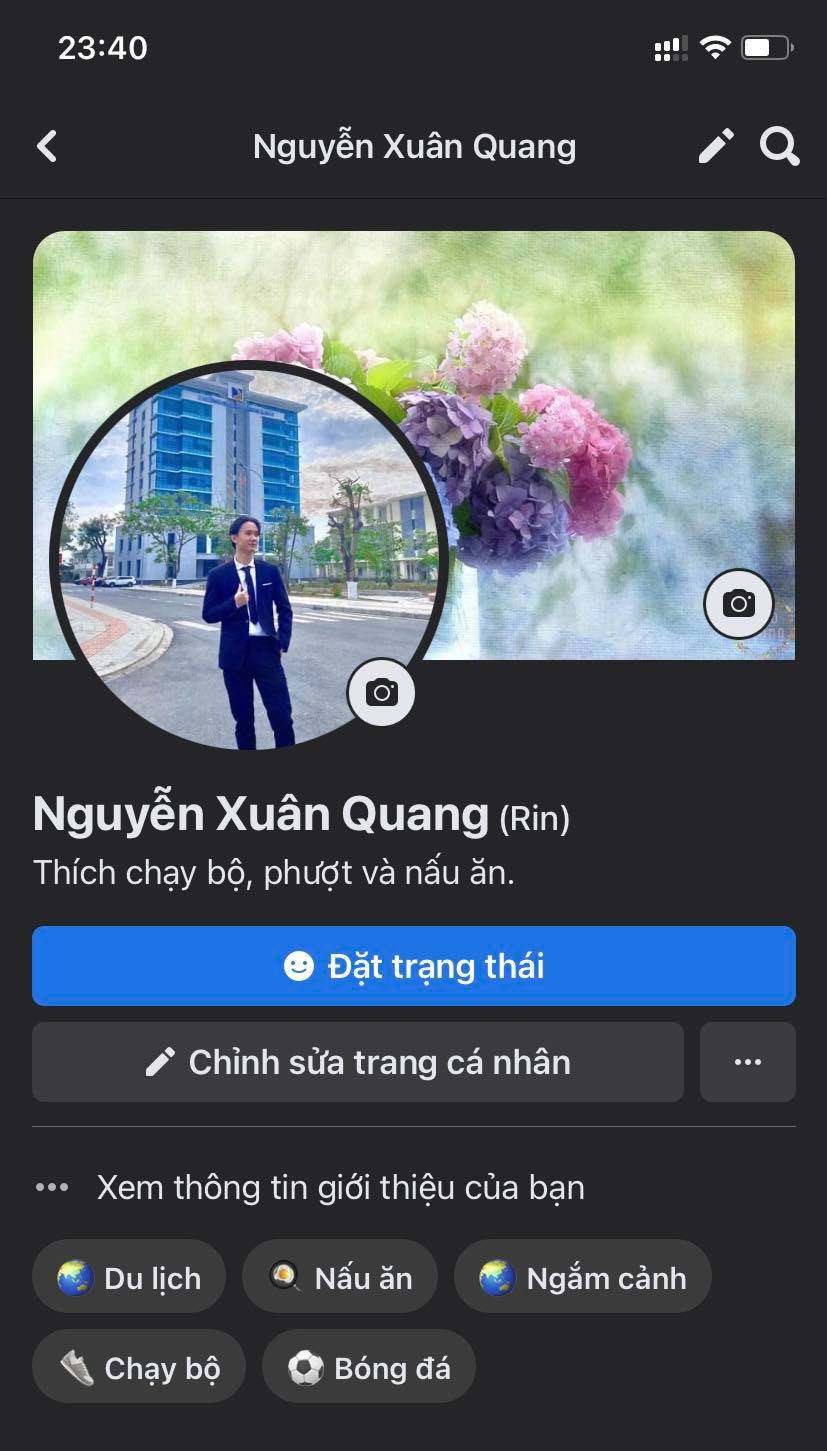 23:40
Nguyễn Xuân Quang
Nguyễn Xuân Quang (Rin)
Thích chạy bộ, phượt và nấu ăn.
Đặt trạng thái
Chỉnh sửa trang cá nhân
Xem thông tin giới thiệu của bạn
Du lịch
Nấu ăn
Ngắm cảnh
Chạy bộ
Bóng đá